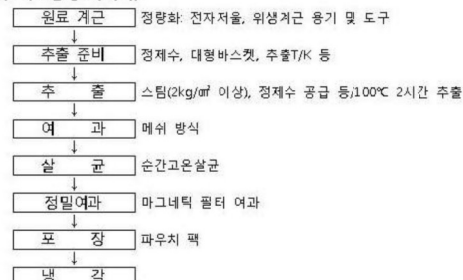 원료 계근 정량화: 전자저울, 위생계근 용기 및 도구
↓
추출 준비 정제수, 대형바스켓, 추출T/K 등
↓
추 출 스팀(2kg/㎠ 이상), 정제수 공급 등/100℃ 2시간 추출
↓
여 과 메쉬 방식
↓
살 균 순간고온살균
↓
정밀여과 마그네틱 필터 여과
↓
포 장 파우치 팩
↓
냉 각